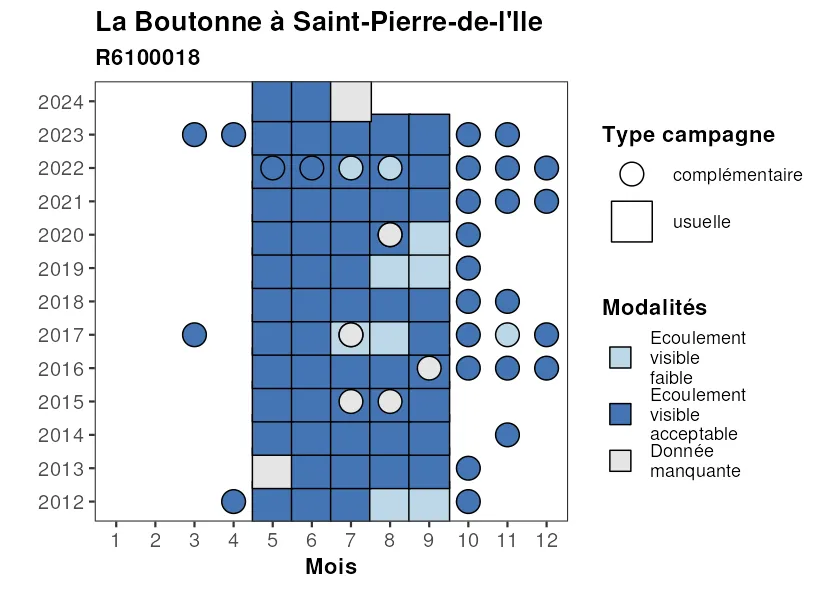 La Boutonne à Saint-Pierre-de-l'Ile
R6100018
2024
2023
2022
2021
2020
2019
2018
2017
2016
2015
2014
2013
2012
1 2 3 4 5 6 7 8 9 10 11 12
Mois
Type campagne
complémentaire
usuelle
Modalités
Ecoulement
visible
faible
Ecoulement
visible
acceptable
Donnée
manquante